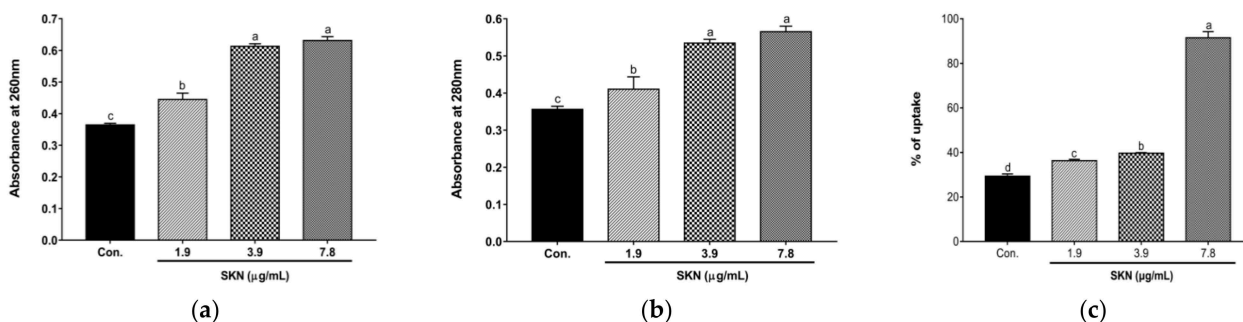 Absorbance at 260nm
0.7
0.6
0.5
0.4
0.3
0.2
0.1
0.0
c
b
a
a
Con.
1.9
3.9
7.8
SKN (μg/mL)
(a)
Absorbance at 280nm
0.6
0.5
0.4
0.3
0.2
0.1
0.0
c
b
a
a
Con.
1.9
3.9
7.8
SKN (μg/mL)
(b)
% of uptake
100
80
60
40
20
0
d
c
b
a
Con.
1.9
3.9
7.8
SKN (µg/mL)
(c)